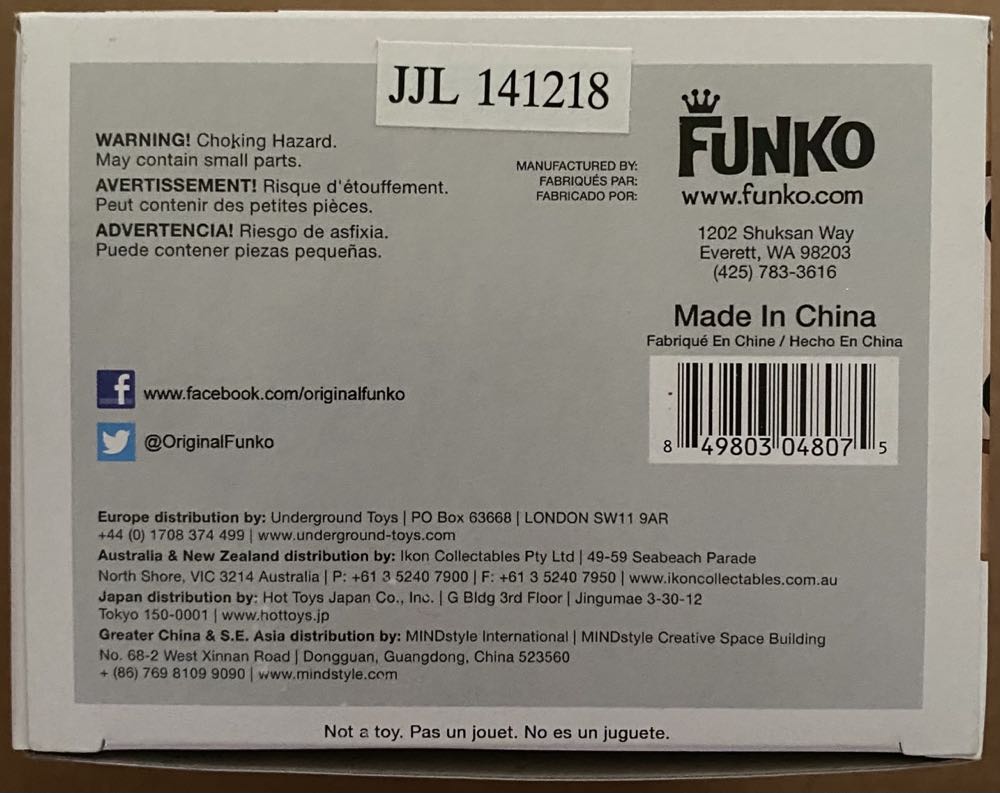 JJL 141218
WARNING! Choking Hazard.
May contain small parts.
AVERTISSEMENT! Risque d'étouffement.
Peut contenir des petites pièces.
ADVERTENCIA! Riesgo de asfixia.
Puede contener piezas pequeñas.
MANUFACTURED BY:
FABRIQUÉS PAR:
FABRICADO POR:
FUNKO
www.funko.com
1202 Shuksan Way
Everett, WA 98203
(425) 783-3616
Made In China
Fabriqué En Chine / Hecho En China
8 49803 04807 5
f www.facebook.com/originalfunko
@OriginalFunko
Europe distribution by: Underground Toys | PO Box 63668 | LONDON SW11 9AR
+44 (0) 1708 374 499 | www.underground-toys.com
Australia & New Zealand distribution by: Ikon Collectables Pty Ltd | 49-59 Seabeach Parade
North Shore, VIC 3214 Australia | P: +61 3 5240 7900 | F: +61 3 5240 7950 | www.ikoncollectables.com.au
Japan distribution by: Hot Toys Japan Co., Inc. | G Bldg 3rd Floor | Jingumae 3-30-12
Tokyo 150-0001 | www.hottoys.jp
Greater China & S.E. Asia distribution by: MINDstyle International | MINDstyle Creative Space Building
No. 68-2 West Xinnan Road | Dongguan, Guangdong, China 523560
+ (86) 769 8109 9090 | www.mindstyle.com
Not a toy. Pas un jouet. No es un juguete.